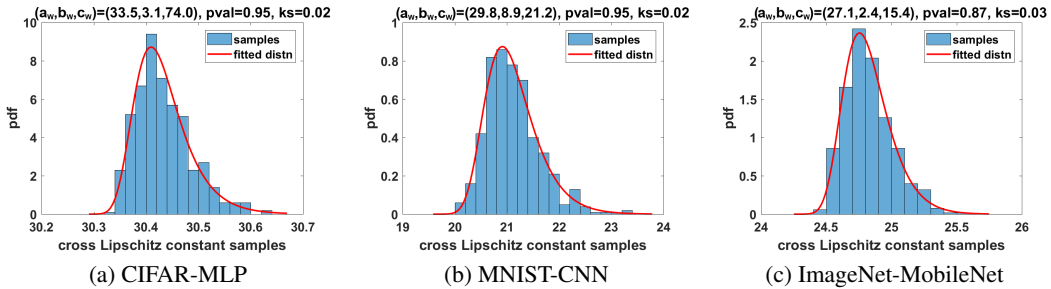 (a_w,b_w,c_w)=(33.5,3.1,74.0), pval=0.95, ks=0.02
10
8
6
4
2
0
pdf
samples
fitted distn
30.2 30.3 30.4 30.5 30.6 30.7
cross Lipschitz constant samples
(a) CIFAR-MLP
(a_w,b_w,c_w)=(29.8,8.9,21.2), pval=0.95, ks=0.02
1
0.8
0.6
0.4
0.2
0
pdf
samples
fitted distn
19 20 21 22 23 24
cross Lipschitz constant samples
(b) MNIST-CNN
(a_w,b_w,c_w)=(27.1,2.4,15.4), pval=0.87, ks=0.03
2.5
2
1.5
1
0.5
0
pdf
samples
fitted distn
24 24.5 25 25.5 26
cross Lipschitz constant samples
(c) ImageNet-MobileNet